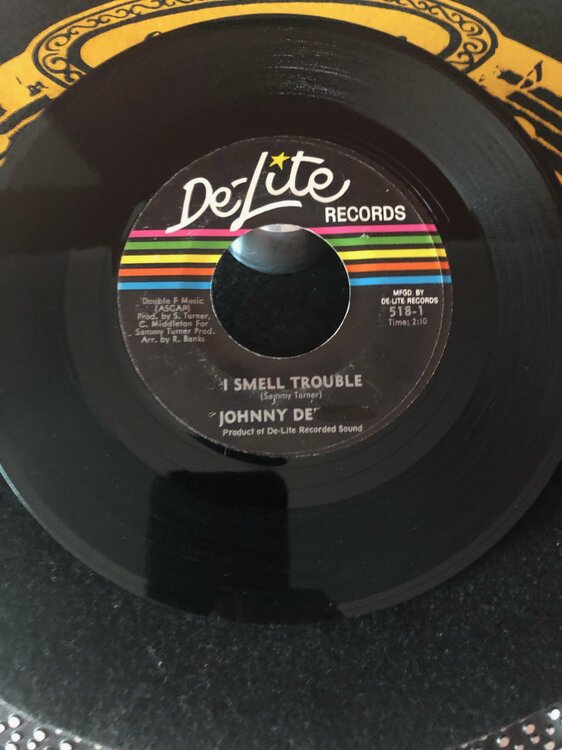 De-Lite
RECORDS
Double F Music
(ASCAP)
Prod. by S. Turner,
C. Middleton For
Sammy Turner Prod.
Arr. by R. Banks
MFGD. BY
DE-LITE RECORDS
518-1
Time: 2:10
I SMELL TROUBLE
(Sammy Turner)
JOHNNY DE
Product of De-Lite Recorded Sound